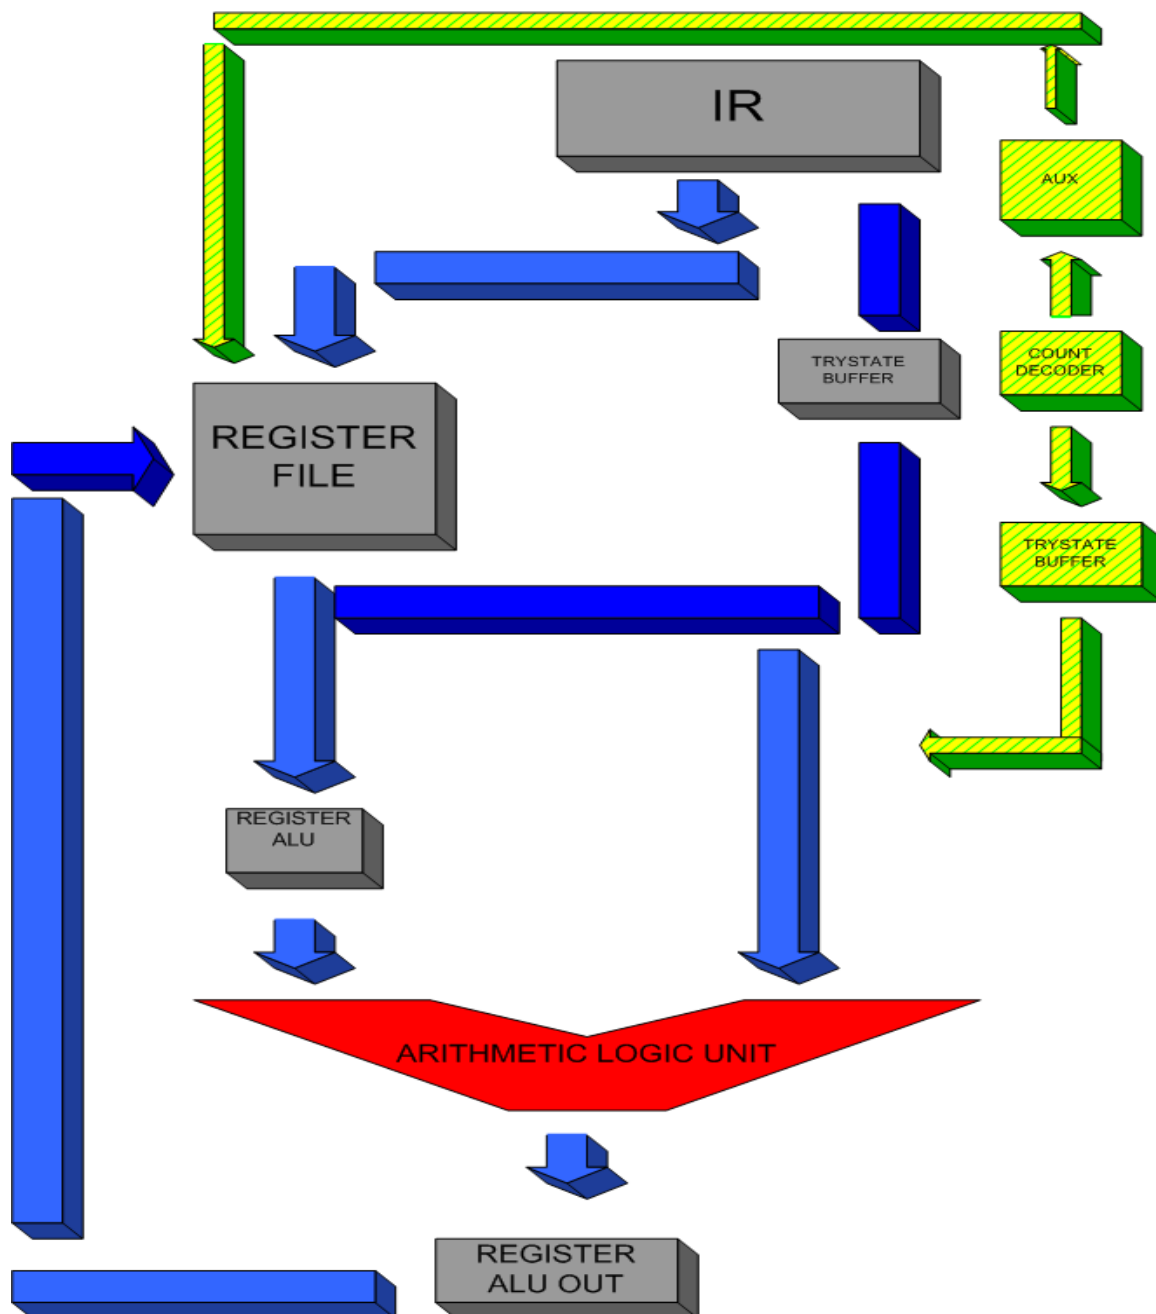 IR
AUX
TRYSTATE
BUFFER
COUNT
DECODER
REGISTER
FILE
TRYSTATE
BUFFER
REGISTER
ALU
ARITHMETIC LOGIC UNIT
REGISTER
ALU OUT